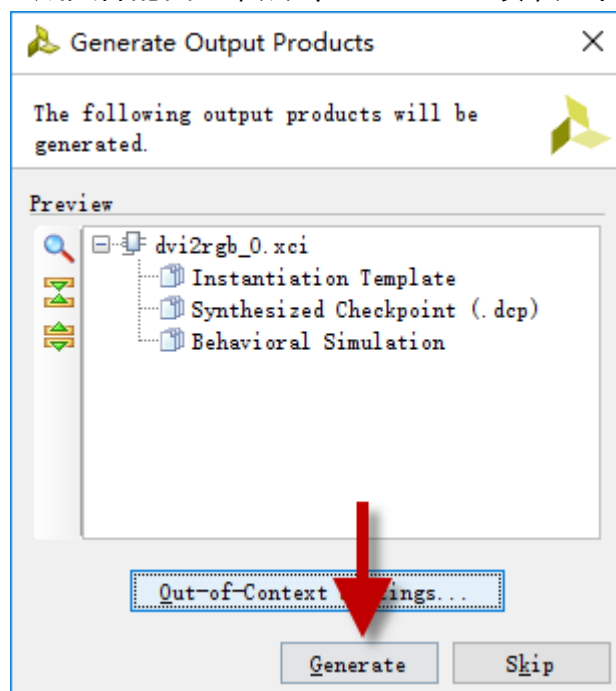 Generate Output Products
The following output products will be
generated.
Preview
dvi2rgb_0.xci
Instantiation Template
Synthesized Checkpoint (.dcp)
Behavioral Simulation
Out-of-Context
Generate
Skip